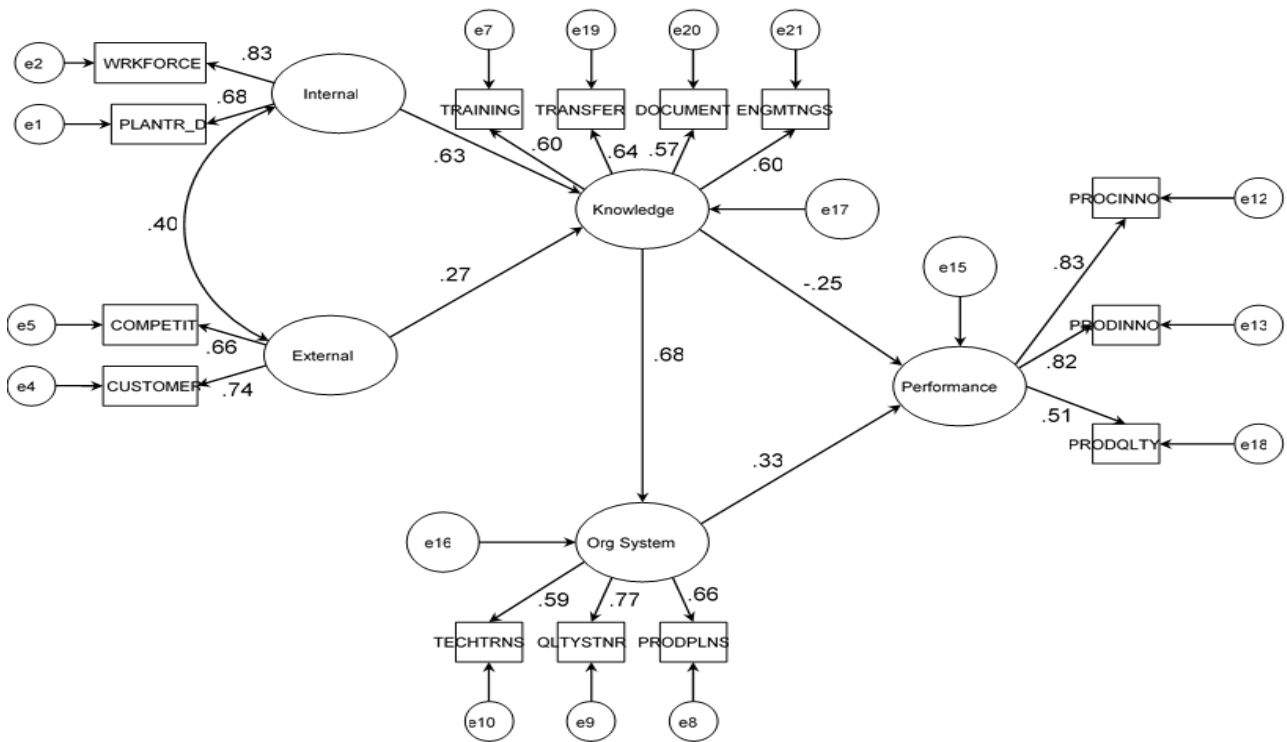 e7
e19
e20
e21
e2
WRKFORCE
.83
Internal
e1
PLANTR_D
.68
TRAINING
TRANSFER
DOCUMENT
ENGMTNGS
.63
.60
.64
.57
.60
Knowledge
e17
PROCINNO
e12
.40
.27
-.25
e15
.83
e5
COMPETIT
.66
External
e4
CUSTOMER
.74
.68
Performance
PRODINNO
e13
.82
.51
PRODQLTY
e18
.33
e16
Org System
.59
.77
.66
TECHTRNS
QLTYSTNR
PRODPLNS
e10
e9
e8